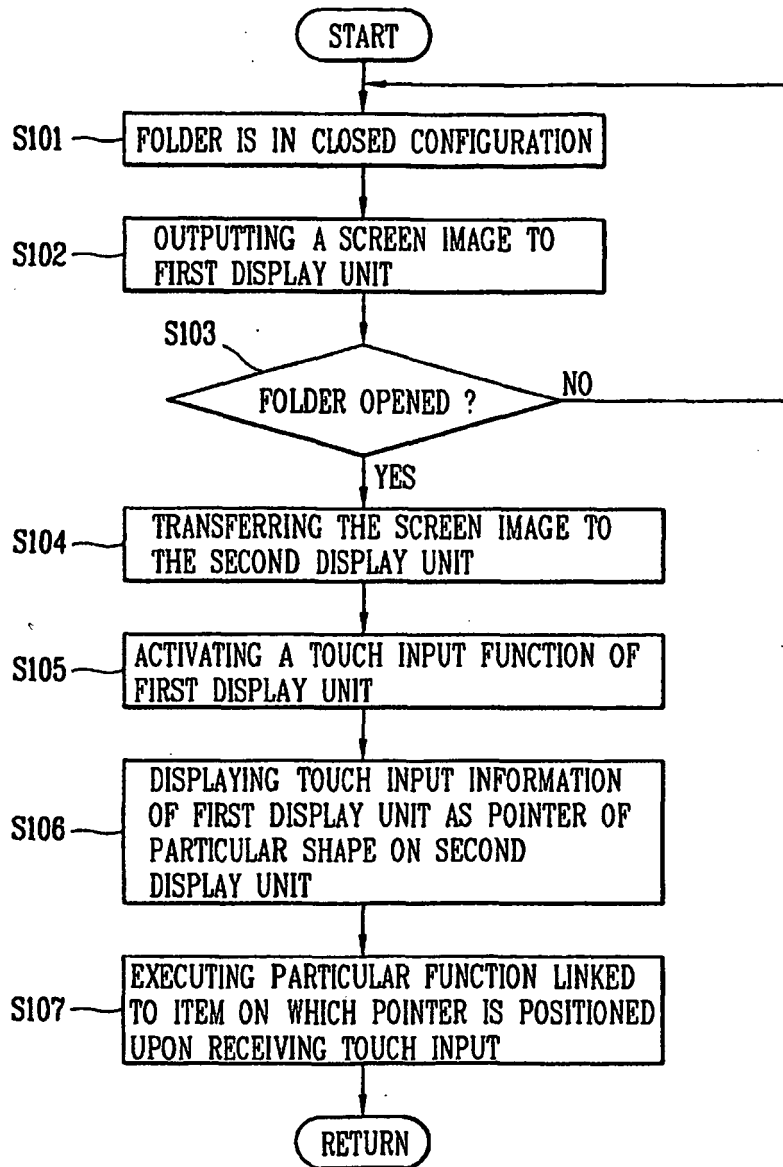 START
S101
FOLDER IS IN CLOSED CONFIGURATION
S102
OUTPUTTING A SCREEN IMAGE TO
FIRST DISPLAY UNIT
S103
FOLDER OPENED ?
NO
YES
S104
TRANSFERRING THE SCREEN IMAGE TO
THE SECOND DISPLAY UNIT
S105
ACTIVATING A TOUCH INPUT FUNCTION OF
FIRST DISPLAY UNIT
S106
DISPLAYING TOUCH INPUT INFORMATION
OF FIRST DISPLAY UNIT AS POINTER OF
PARTICULAR SHAPE ON SECOND
DISPLAY UNIT
S107
EXECUTING PARTICULAR FUNCTION LINKED
TO ITEM ON WHICH POINTER IS POSITIONED
UPON RECEIVING TOUCH INPUT
RETURN